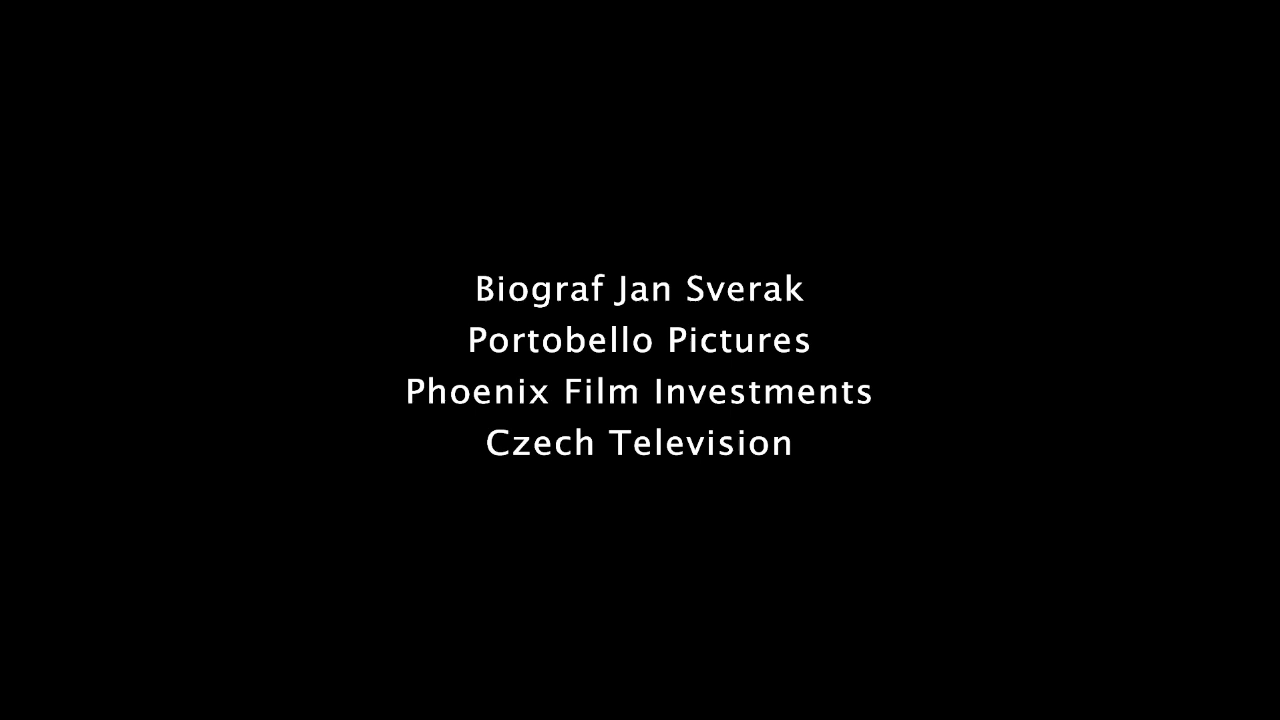 Biograf Jan Sverak
Portobello Pictures
Phoenix Film Investments
Czech Television